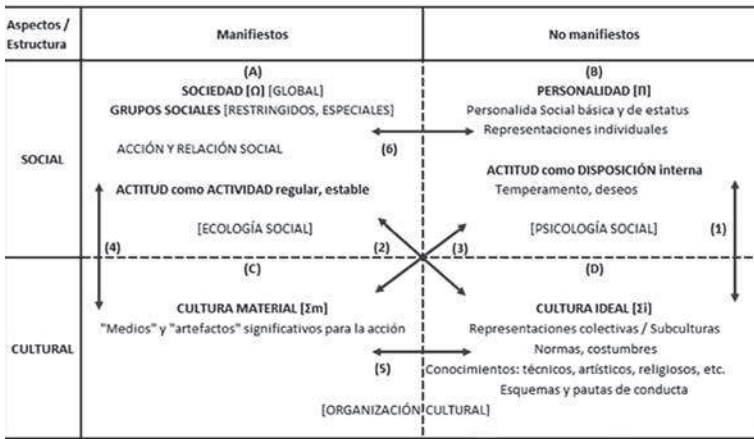 Aspectos /
Estructura
Manifiestos
No manifiestos
SOCIAL
(A)
SOCIEDAD [Ω] [GLOBAL]
GRUPOS SOCIALES [RESTRINGIDOS, ESPECIALES]
ACCIÓN Y RELACIÓN SOCIAL
(6)
ACTITUD como ACTIVIDAD regular, estable
[ECOLOGÍA SOCIAL]
(4)
(2)
(B)
PERSONALIDAD [Π]
Personalida Social básica y de estatus
Representaciones individuales
ACTITUD como DISPOSICIÓN interna
Temperamento, deseos
[PSICOLOGÍA SOCIAL]
(3)
(1)
CULTURAL
(C)
CULTURA MATERIAL [Σm]
"Medios" y "artefactos" significativos para la acción
(5)
(D)
CULTURA IDEAL [Σi]
Representaciones colectivas / Subculturas
Normas, costumbres
Conocimientos: técnicos, artísticos, religiosos, etc.
Esquemas y pautas de conducta
[ORGANIZACIÓN CULTURAL]